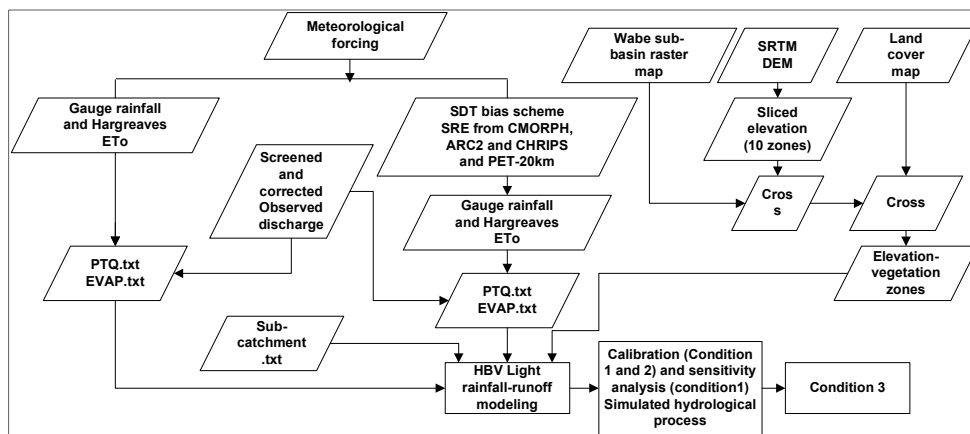 Meteorological
forcing
Wabe sub-
basin raster
map
SRTM
DEM
Land
cover
map
Gauge rainfall
and Hargreaves
ETo
SDT bias scheme
SRE from CMORPH,
ARC2 and CHRIPS
and PET-20km
Sliced
elevation
(10 zones)
Screened
and
corrected
Observed
discharge
Cros
s
Cross
Gauge rainfall
and Hargreaves
ETo
PTQ.txt
EVAP.txt
Elevation-
vegetation
zones
PTQ.txt
EVAP.txt
Sub-
catchment
.txt
HBV Light
rainfall-runoff
modeling
Calibration (Condition
1 and 2) and sensitivity
analysis (condition1)
Simulated hydrological
process
Condition 3